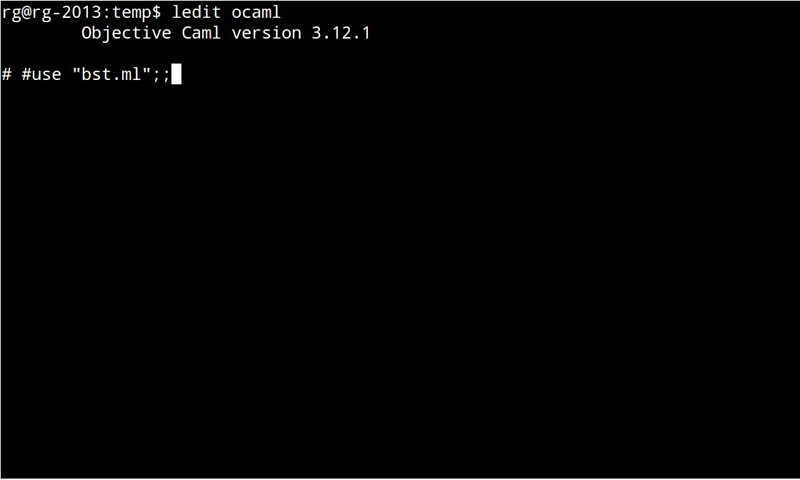 rg@rg-2013:temp$ ledit ocaml
        Objective Caml version 3.12.1
# #use "bst.ml";;